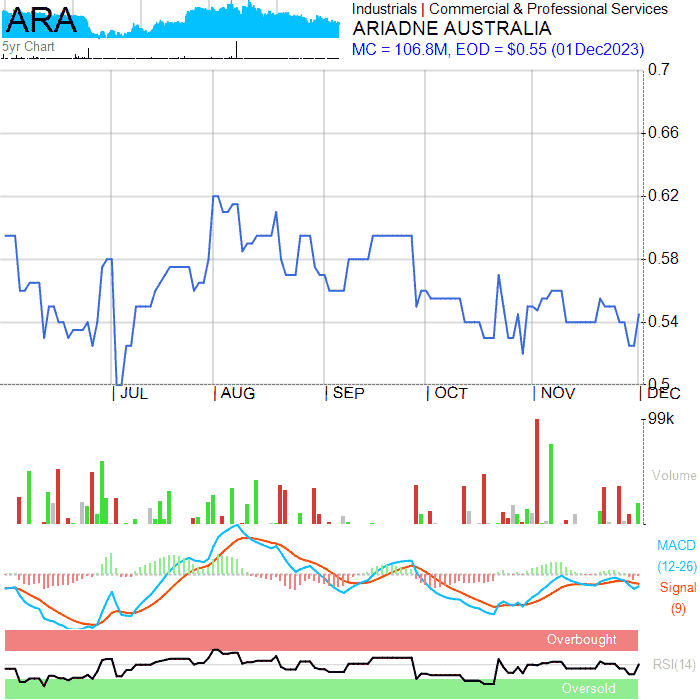 ARA
5yr Chart
Industrials | Commercial & Professional Services
ARIADNE AUSTRALIA
MC = 106.8M, EOD = $0.55 (01Dec2023)
0.7
0.66
0.62
0.58
0.54
0.5
JUL AUG SEP OCT NOV DEC
99k
Volume
MACD
(12-26)
Signal
(9)
Overbought
RSI(14)
Oversold